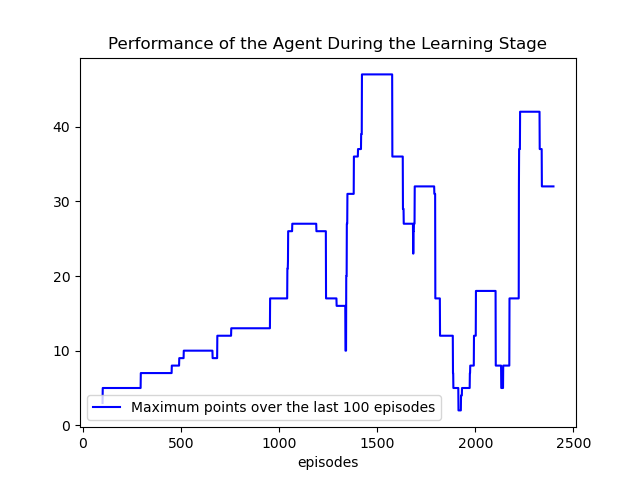 Performance of the Agent During the Learning Stage
40
30
20
10
0
Maximum points over the last 100 episodes
0 500 1000 1500 2000 2500
episodes